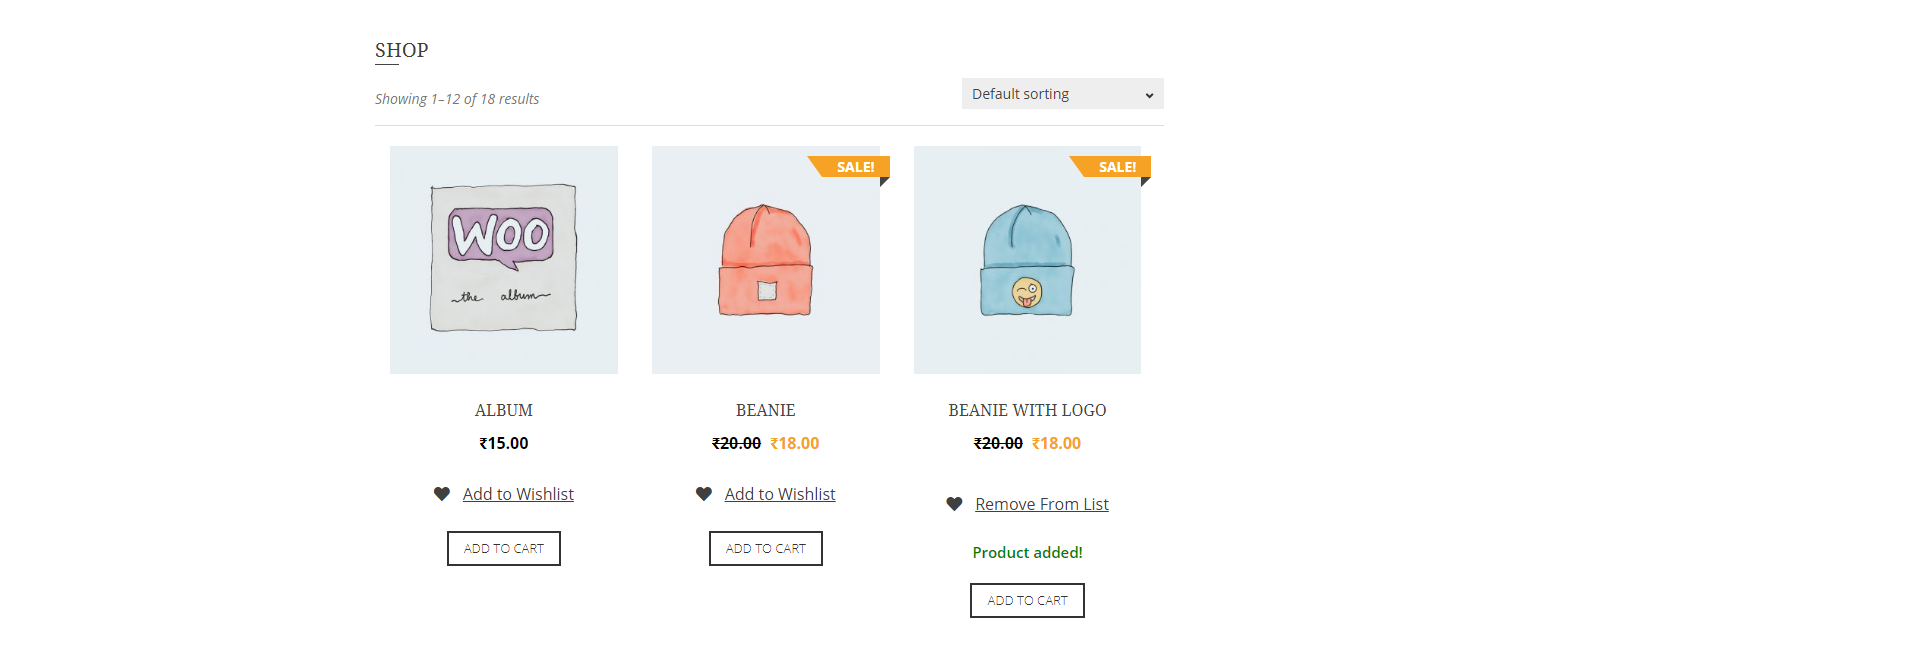 SHOP
Showing 1–12 of 18 results
Default sorting
SALE!
SALE!
WOO
the album
ALBUM
BEANIE
BEANIE WITH LOGO
₹15.00
₹20.00 ₹18.00
₹20.00 ₹18.00
Add to Wishlist
Add to Wishlist
Remove From List
Product added!
ADD TO CART
ADD TO CART
ADD TO CART